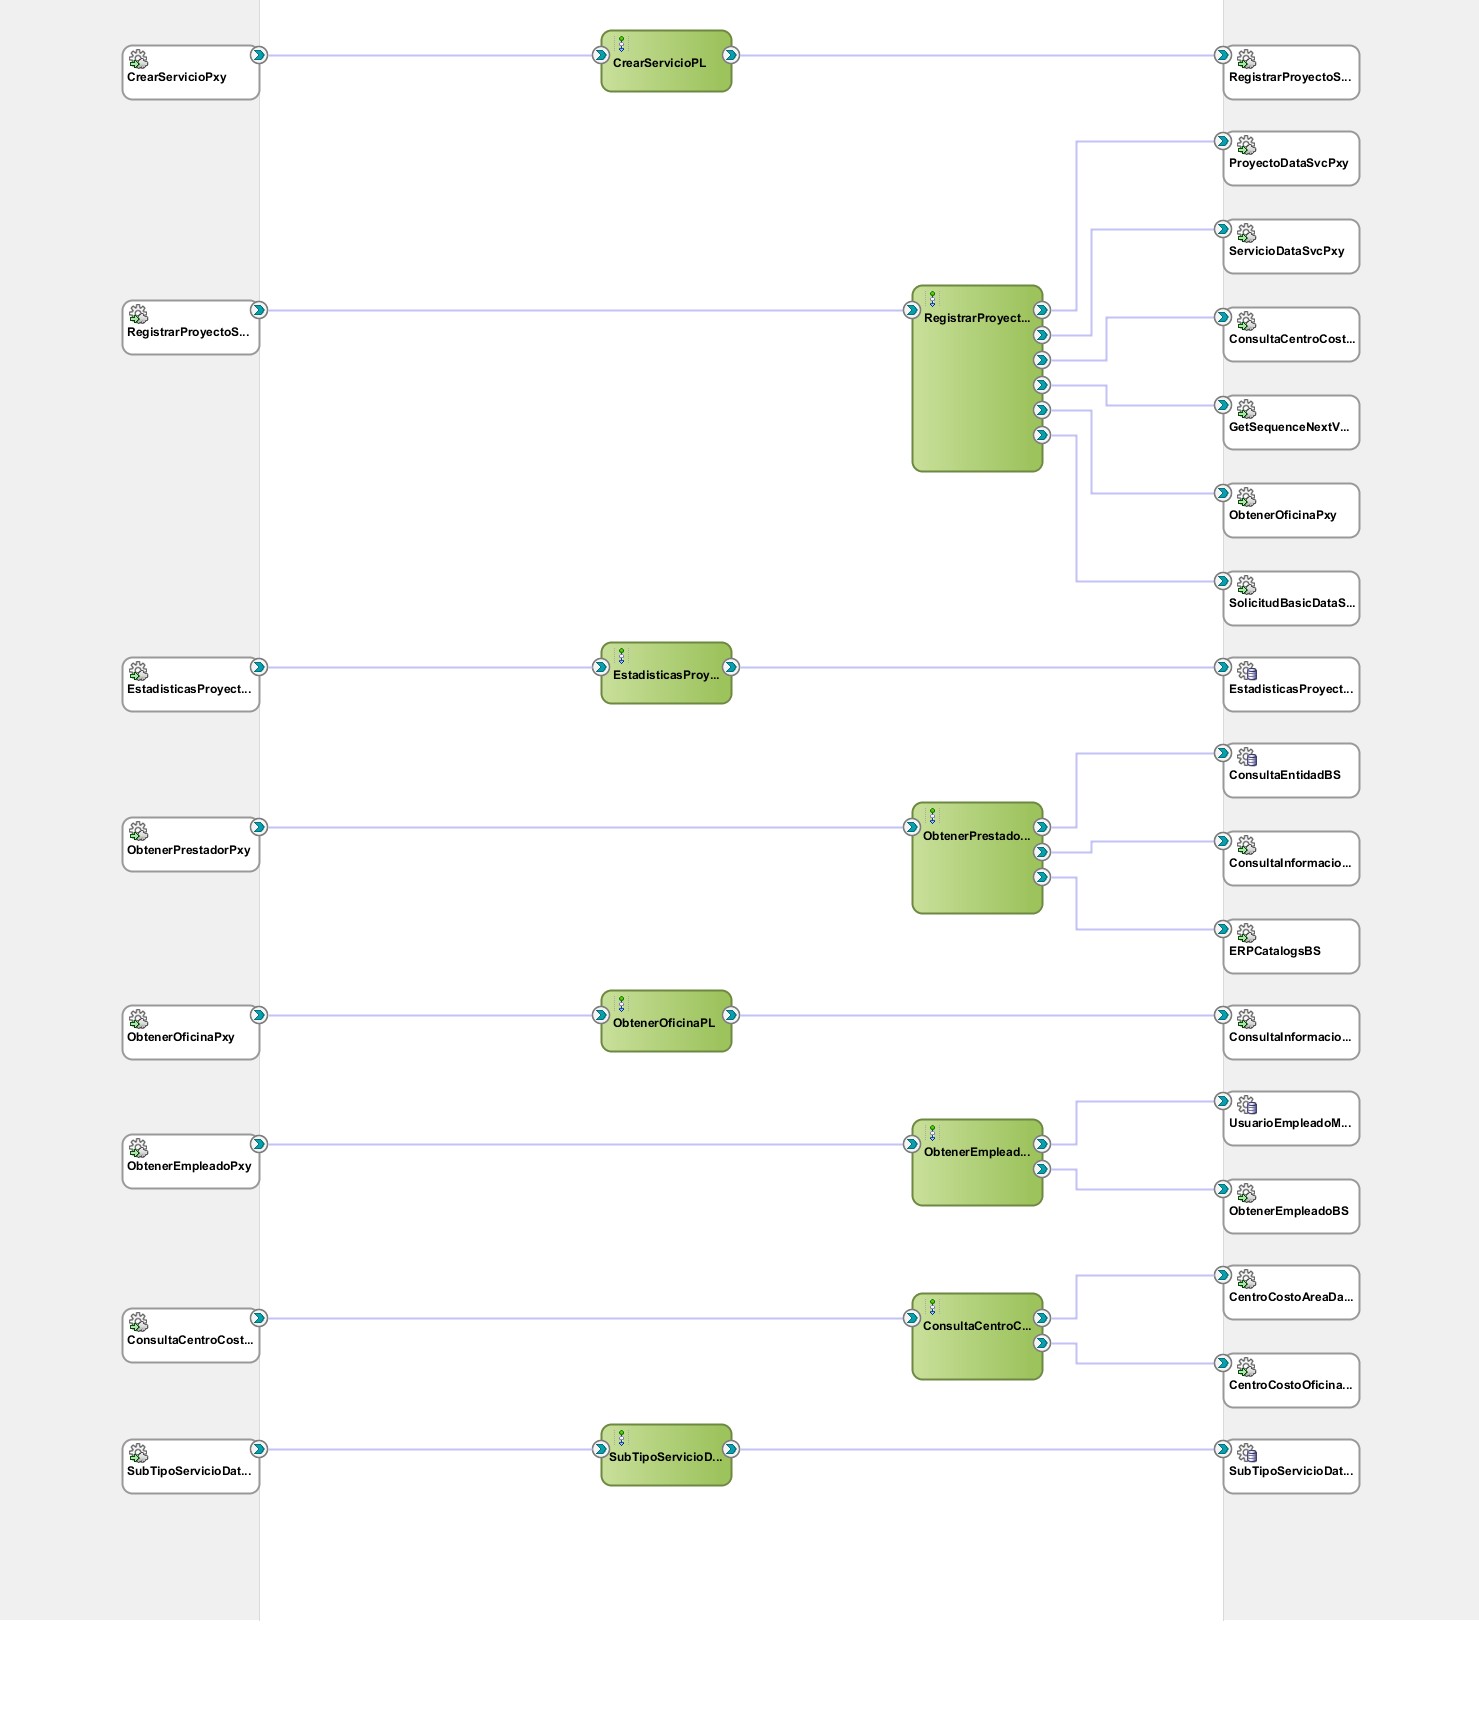 CrearServicioPxy
CrearServicioPL
RegistrarProyectoS...
ProyectoDataSvcPxy
ServicioDataSvcPxy
RegistrarProyectoS...
RegistrarProyect...
ConsultaCentroCost...
GetSequenceNextV...
ObtenerOficinaPxy
SolicitudBasicDataS...
EstadisticasProyect...
EstadisticasProy...
EstadisticasProyect...
ConsultaEntidadBS
ObtenerPrestadorPxy
ObtenerPrestado...
ConsultaInformacio...
ERPCatalogsBS
ObtenerOficinaPxy
ObtenerOficinaPL
ConsultaInformacio...
UsuarioEmpleadoM...
ObtenerEmpleadoPxy
ObtenerEmplead...
ObtenerEmpleadoBS
CentroCostoAreaDa...
ConsultaCentroCost...
ConsultaCentroC...
CentroCostoOficina...
SubTipoServicioDat...
SubTipoServicioD...
SubTipoServicioDat...